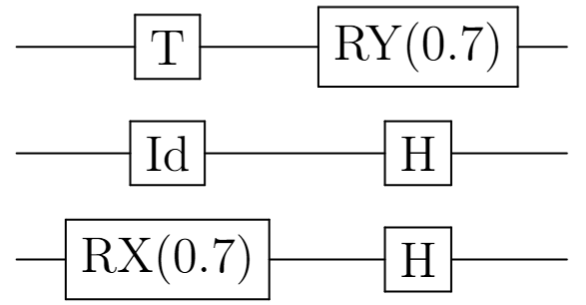 T RY(0.7)
Id H
RX(0.7) H